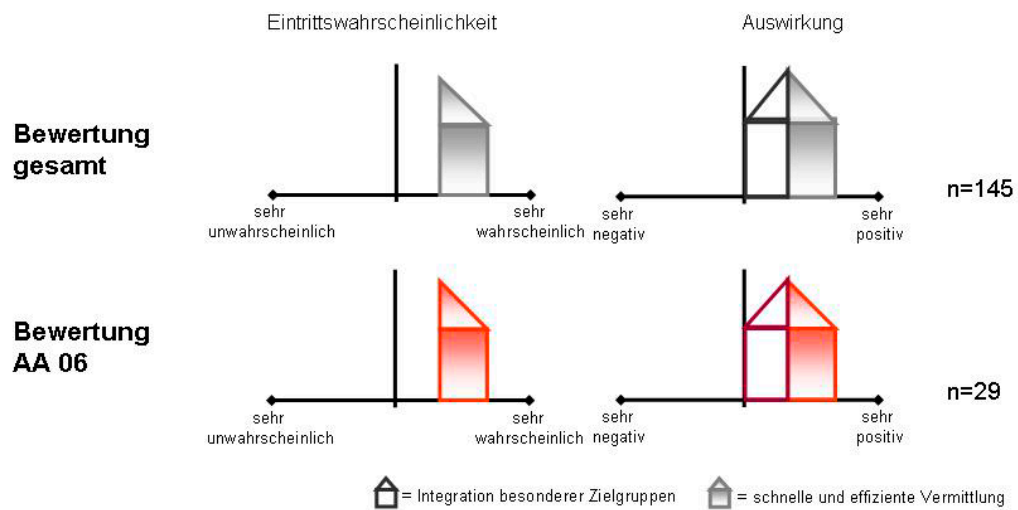 Eintrittswahrscheinlichkeit
Auswirkung
Bewertung
gesamt
sehr
unwahrscheinlich
sehr
wahrscheinlich
sehr
negativ
sehr
positiv
n=145
Bewertung
AA 06
sehr
unwahrscheinlich
sehr
wahrscheinlich
sehr
negativ
sehr
positiv
n=29
= Integration besonderer Zielgruppen
= schnelle und effiziente Vermittlung